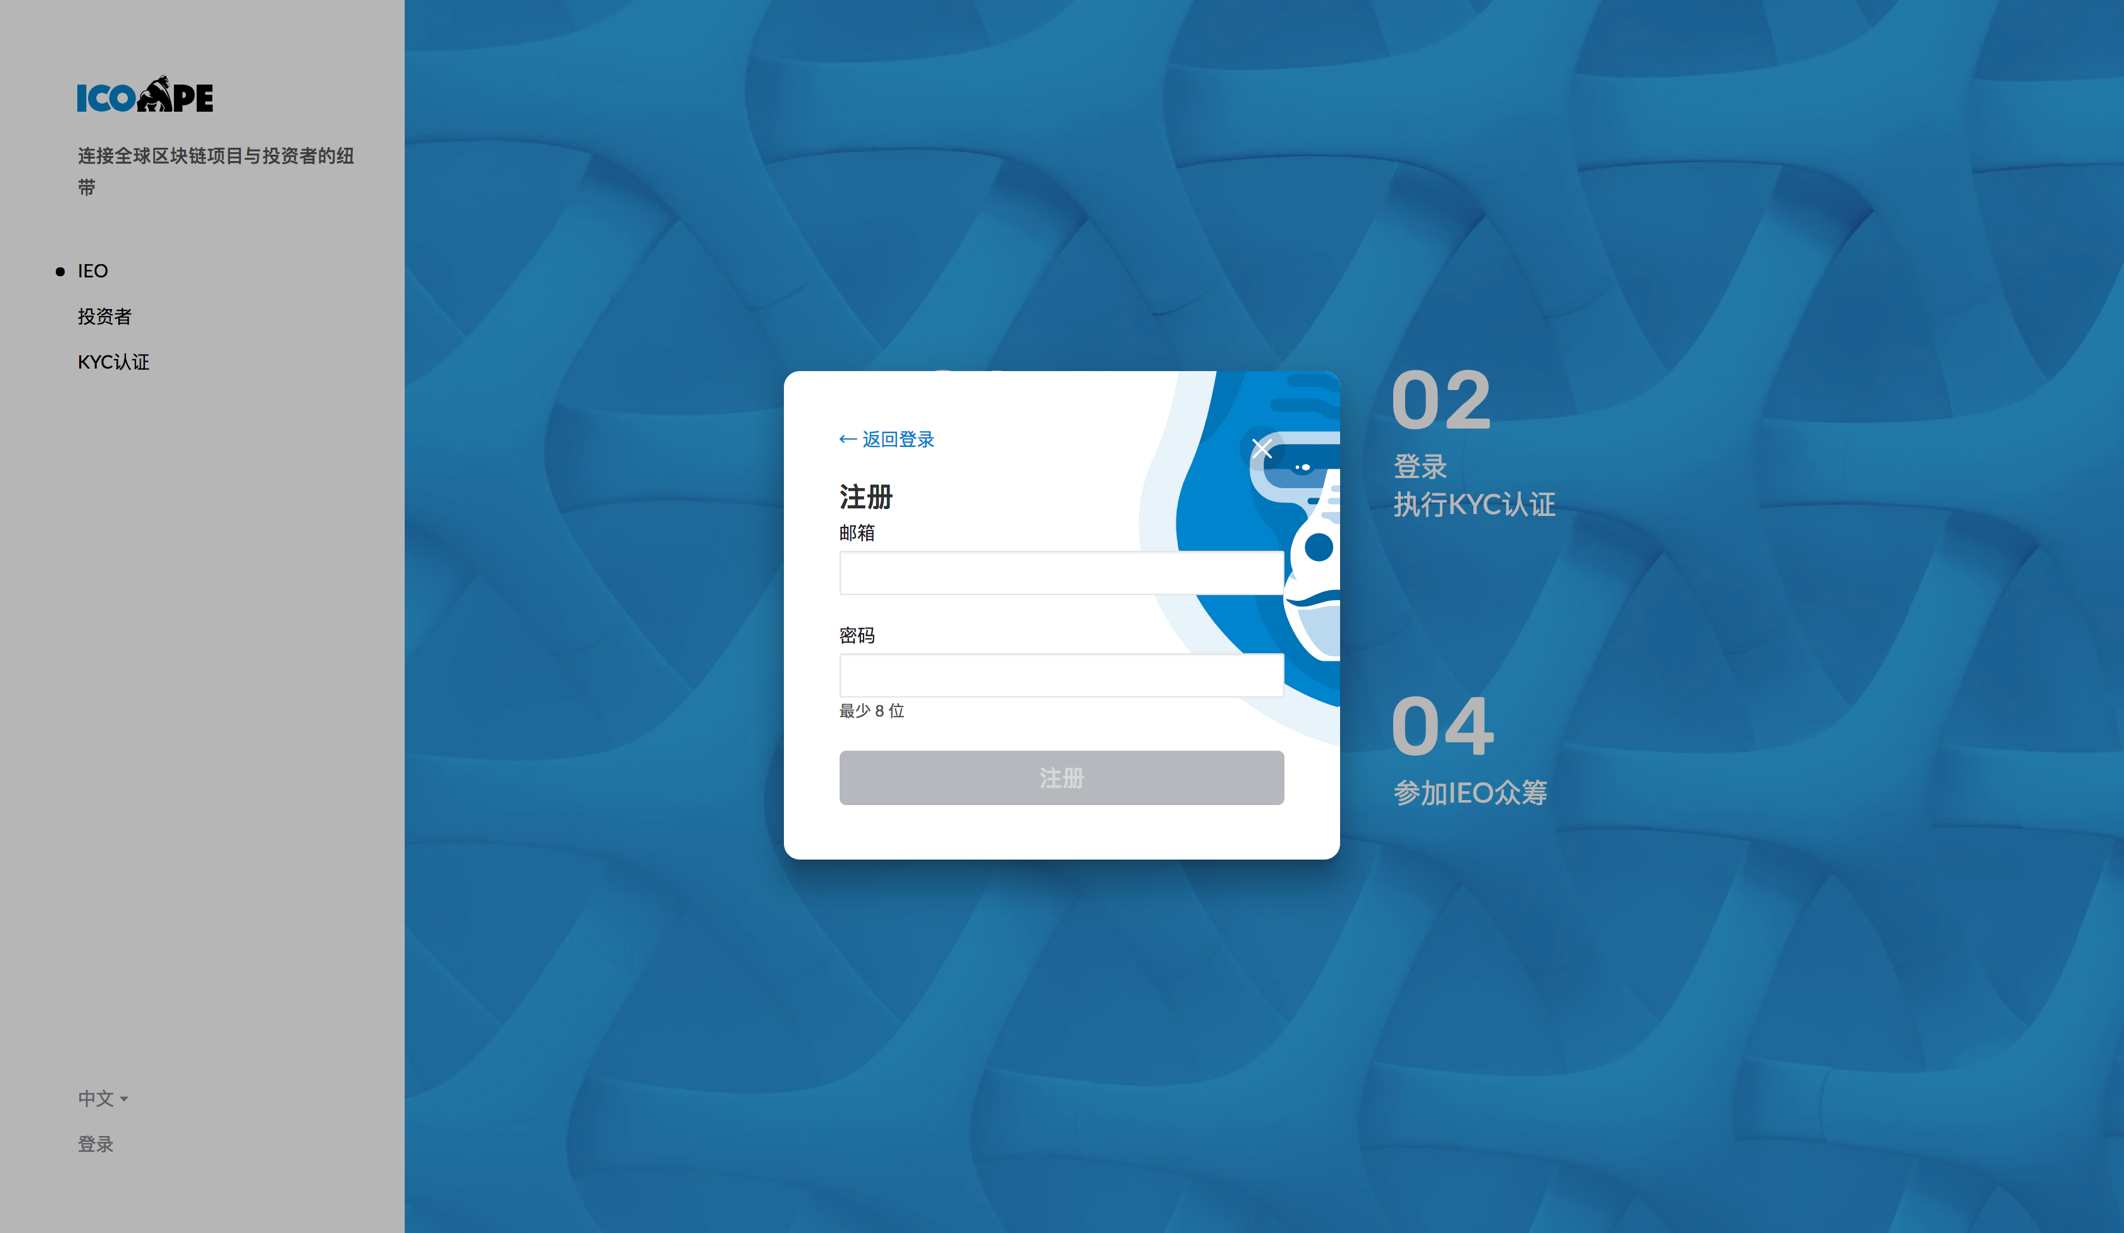 ICOAPE
连接全球区块链项目与投资者的纽
带
IEO
投资者
KYC认证
中文
登录
← 返回登录
注册
邮箱
密码
最少 8 位
注册
02
登录
执行KYC认证
04
参加IEO众筹